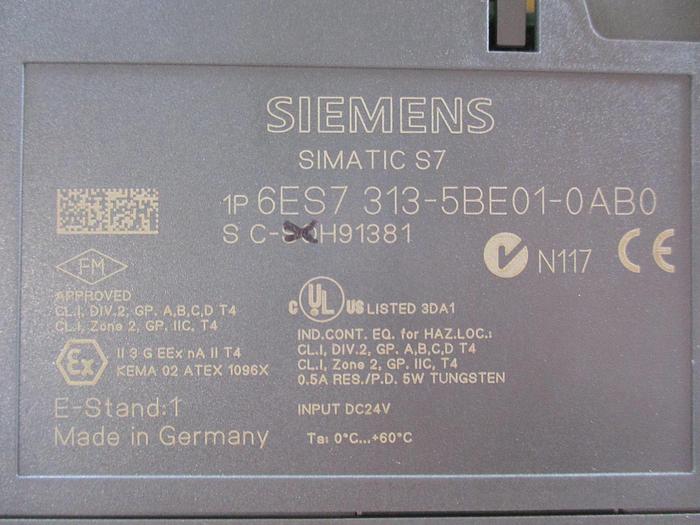 SIEMENS
SIMATIC S7
1P 6ES7 313-5BE01-0AB0
S C- H91381
N117 CE
FM
APPROVED
CL.I, DIV.2, GP. A,B,C,D T4
CL.I, Zone 2, GP. IIC, T4
Ex
II 3 G EEx nA II T4
KEMA 02 ATEX 1096X
E-Stand:1
Made in Germany
C UL US LISTED 3DA1
IND.CONT. EQ. for HAZ.LOC.:
CL.I, DIV.2, GP. A,B,C,D T4
CL.I, Zone 2, GP. IIC, T4
0.5A RES./P.D. 5W TUNGSTEN
INPUT DC24V
Ta: 0°C...+60°C